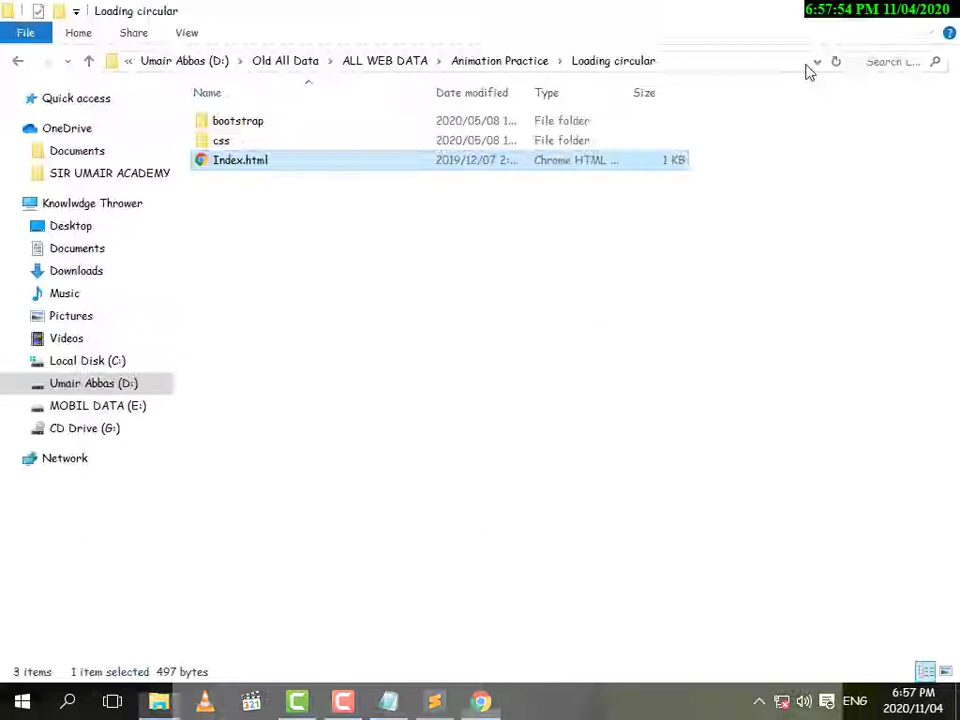 Loading circular
6:57:54 PM 11/04/2020
File Home Share View
« Umair Abbas (D:) › Old All Data › ALL WEB DATA › Animation Practice › Loading circular
Search L...
Name Date modified Type Size
Quick access
OneDrive
Documents
SIR UMAIR ACADEMY
Knowlwdge Thrower
Desktop
Documents
Downloads
Music
Pictures
Videos
Local Disk (C:)
Umair Abbas (D:)
MOBIL DATA (E:)
CD Drive (G:)
Network
bootstrap 2020/05/08 1... File folder
css 2020/05/08 1... File folder
Index.html 2019/12/07 2:... Chrome HTML ... 1 KB
3 items 1 item selected 497 bytes
321
ENG
6:57 PM
2020/11/04